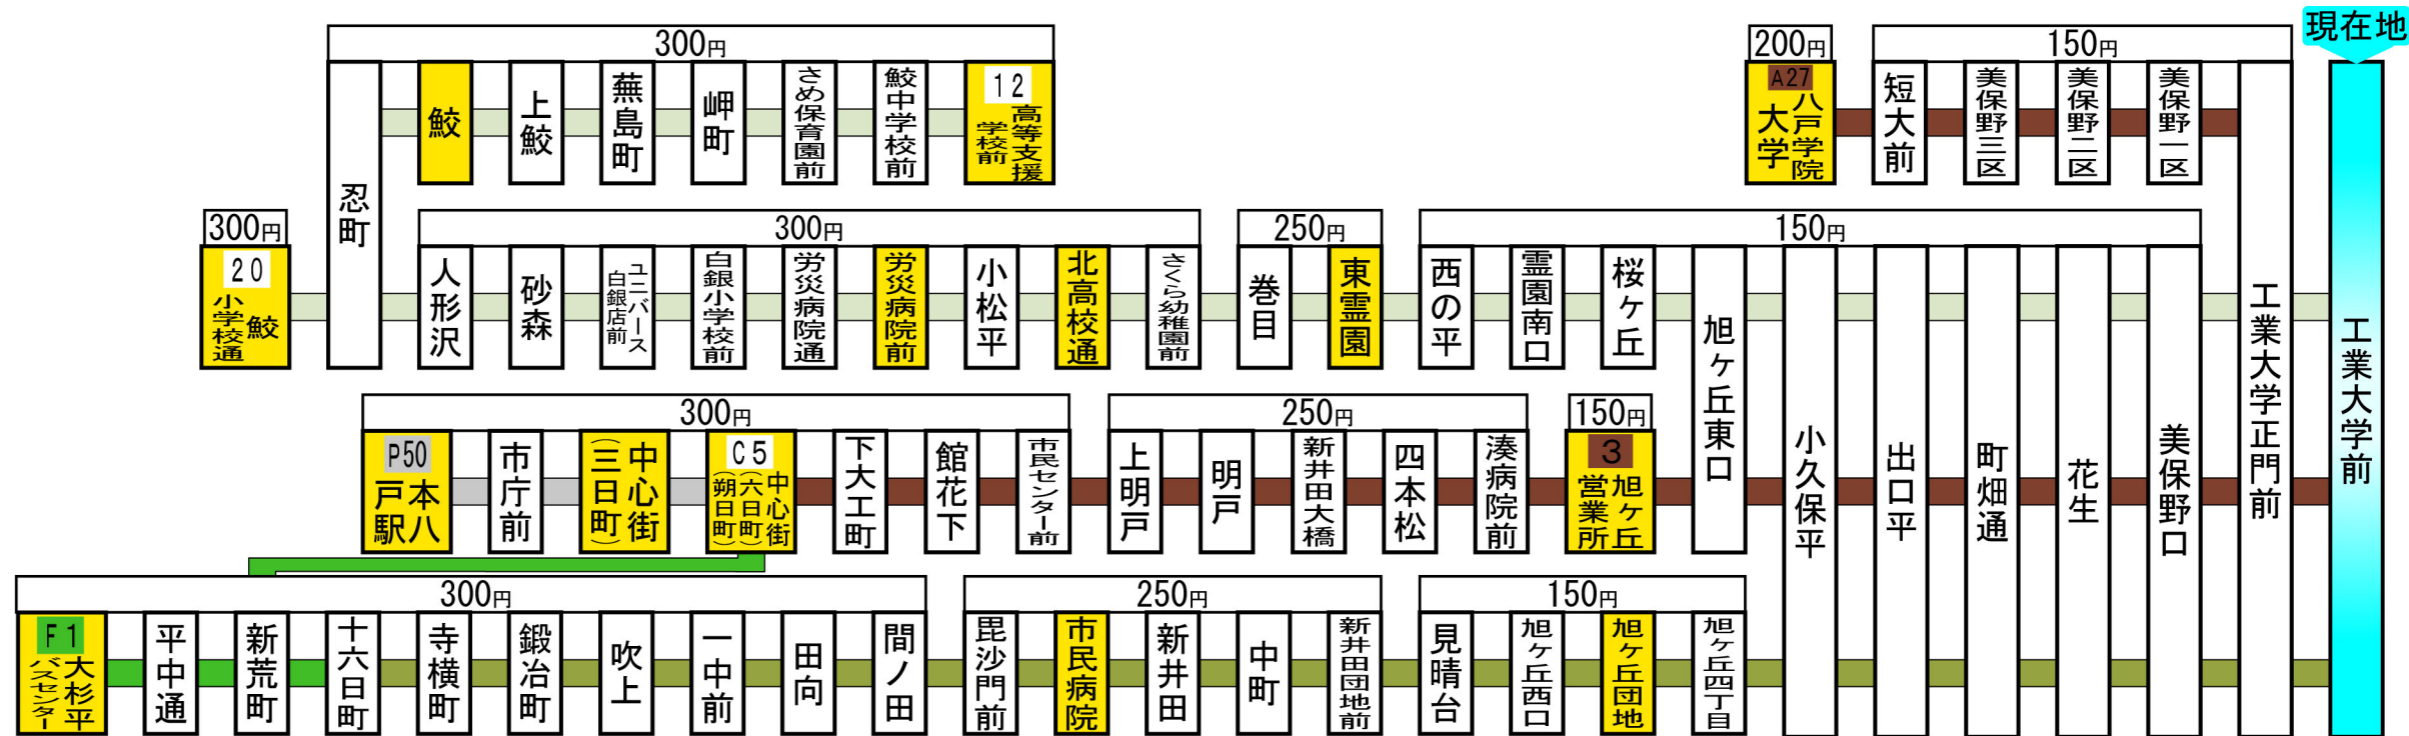 現在地
300円
200円
150円
忍町
鮫
上鮫
蕪島町
岬町
さめ保育園前
鮫中学校前
12
高等支援
学校前
A27
八戸学院
大学
短大前
美保野三区
美保野二区
美保野一区
工業大学正門前
工業大学前
300円
300円
250円
150円
20
鮫
小学校通
人形沢
砂森
ユニバース
白銀店前
白銀小学校前
労災病院通
労災病院前
小松平
北高校通
さくら幼稚園前
巻目
東霊園
西の平
霊園南口
桜ヶ丘
旭ヶ丘東口
小久保平
出口平
町畑通
花生
美保野口
300円
250円
150円
P50
本八
戸駅
市庁前
中心街
(三日町)
C5
中心街
(六日町)
(朔日町)
下大工町
館花下
市民センター前
上明戸
明戸
新井田大橋
四本松
湊病院前
3
旭ヶ丘
営業所
300円
250円
150円
F1
大杉平
バスセンター
平中通
新荒町
十六日町
寺横町
鍛冶町
吹上
一中前
田向
間ノ田
毘沙門前
市民病院
新井田
中町
新井田団地前
見晴台
旭ヶ丘西口
旭ヶ丘団地
旭ヶ丘四丁目